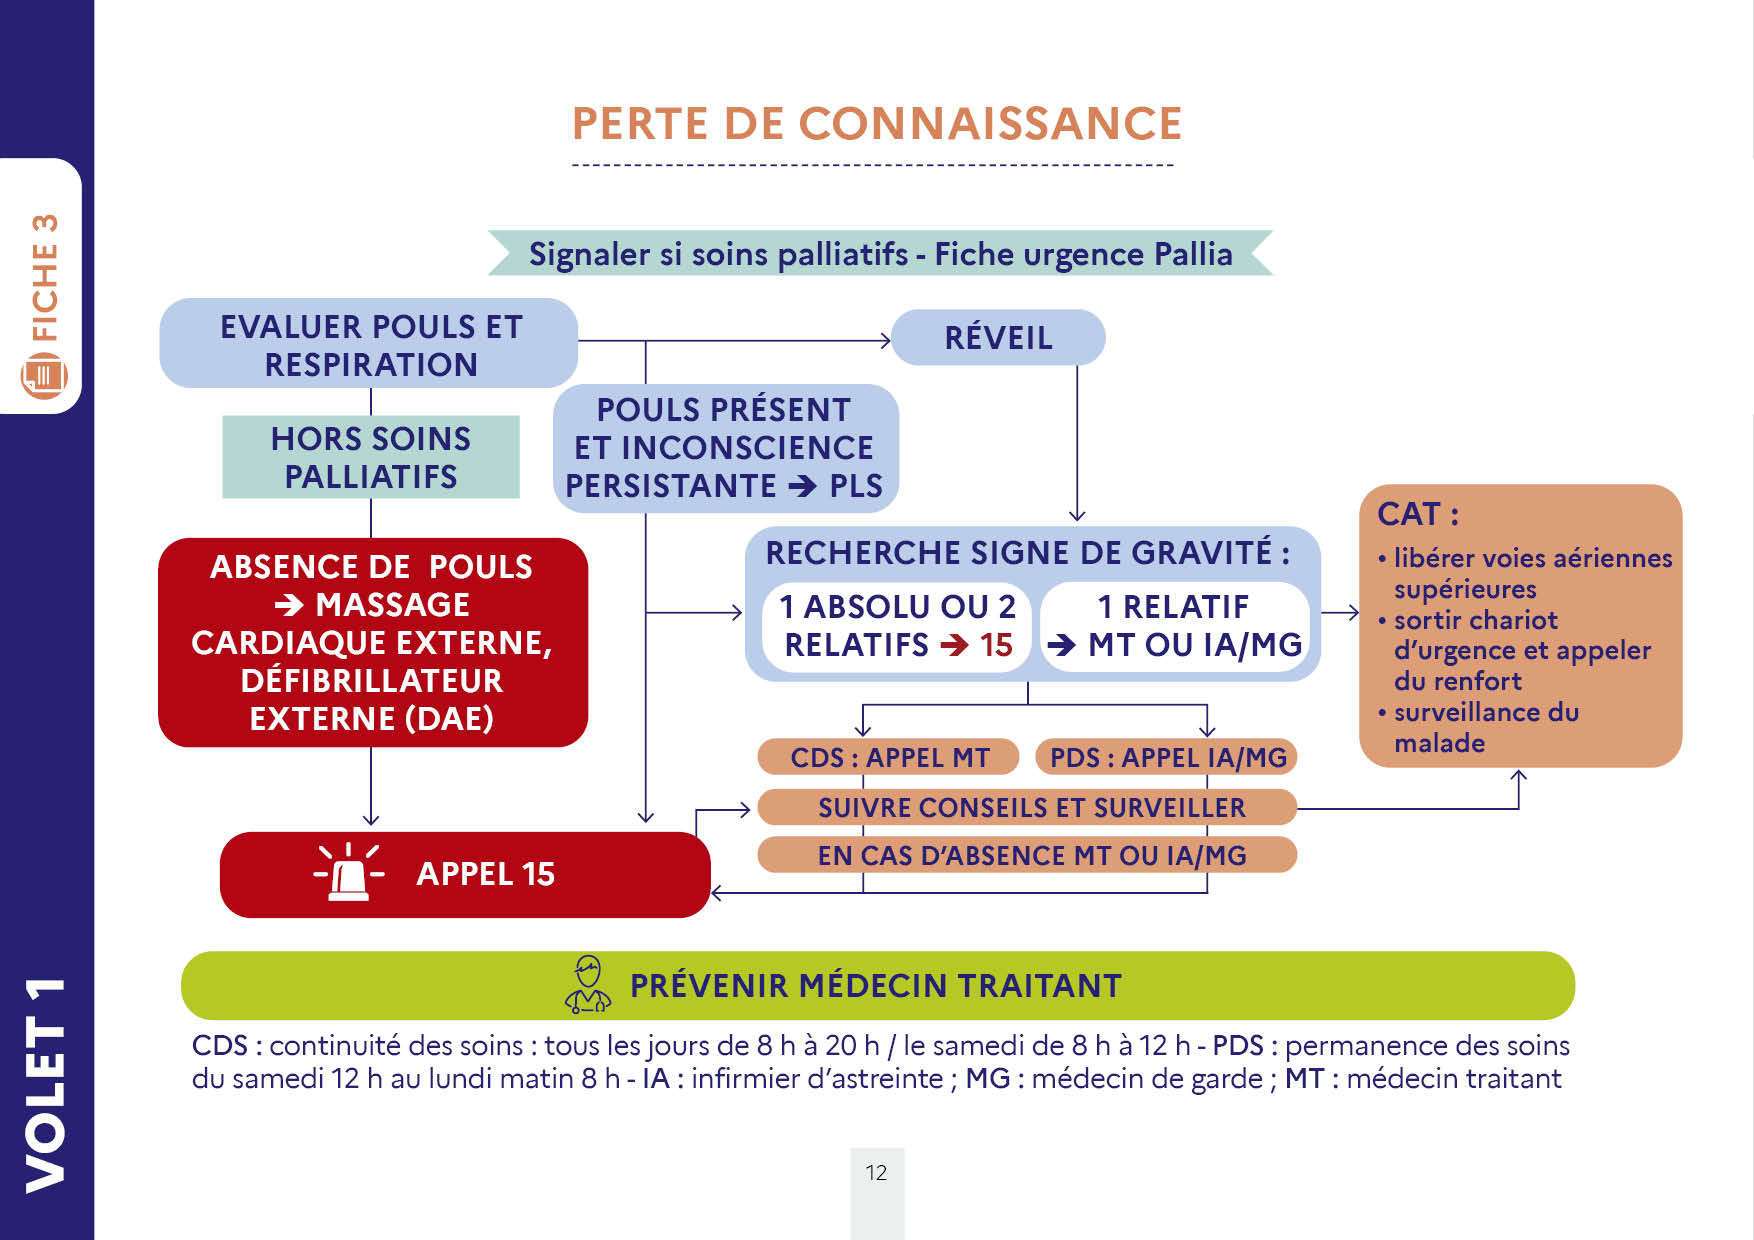 PERTE DE CONNAISSANCE
FICHE 3
Signaler si soins palliatifs - Fiche urgence Pallia
EVALUER POULS ET
RESPIRATION
RÉVEIL
HORS SOINS
PALLIATIFS
POULS PRÉSENT
ET INCONSCIENCE
PERSISTANTE ➔ PLS
ABSENCE DE POULS
➔ MASSAGE
CARDIAQUE EXTERNE,
DÉFIBRILLATEUR
EXTERNE (DAE)
RECHERCHE SIGNE DE GRAVITÉ :
1 ABSOLU OU 2
RELATIFS ➔ 15
1 RELATIF
➔ MT OU IA/MG
CAT :
• libérer voies aériennes
supérieures
• sortir chariot
d’urgence et appeler
du renfort
• surveillance du
malade
CDS : APPEL MT
PDS : APPEL IA/MG
SUIVRE CONSEILS ET SURVEILLER
EN CAS D’ABSENCE MT OU IA/MG
APPEL 15
PRÉVENIR MÉDECIN TRAITANT
CDS : continuité des soins : tous les jours de 8 h à 20 h / le samedi de 8 h à 12 h - PDS : permanence des soins
du samedi 12 h au lundi matin 8 h - IA : infirmier d’astreinte ; MG : médecin de garde ; MT : médecin traitant
VOLET 1
12